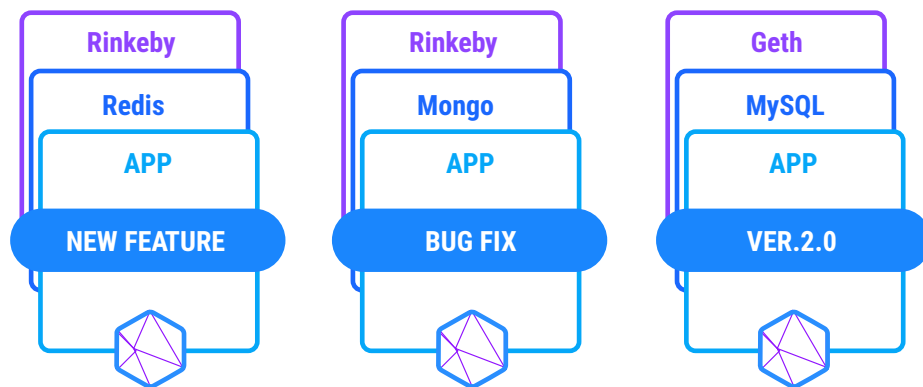 Rinkeby
Redis
APP
NEW FEATURE
Rinkeby
Mongo
APP
BUG FIX
Geth
MySQL
APP
VER.2.0